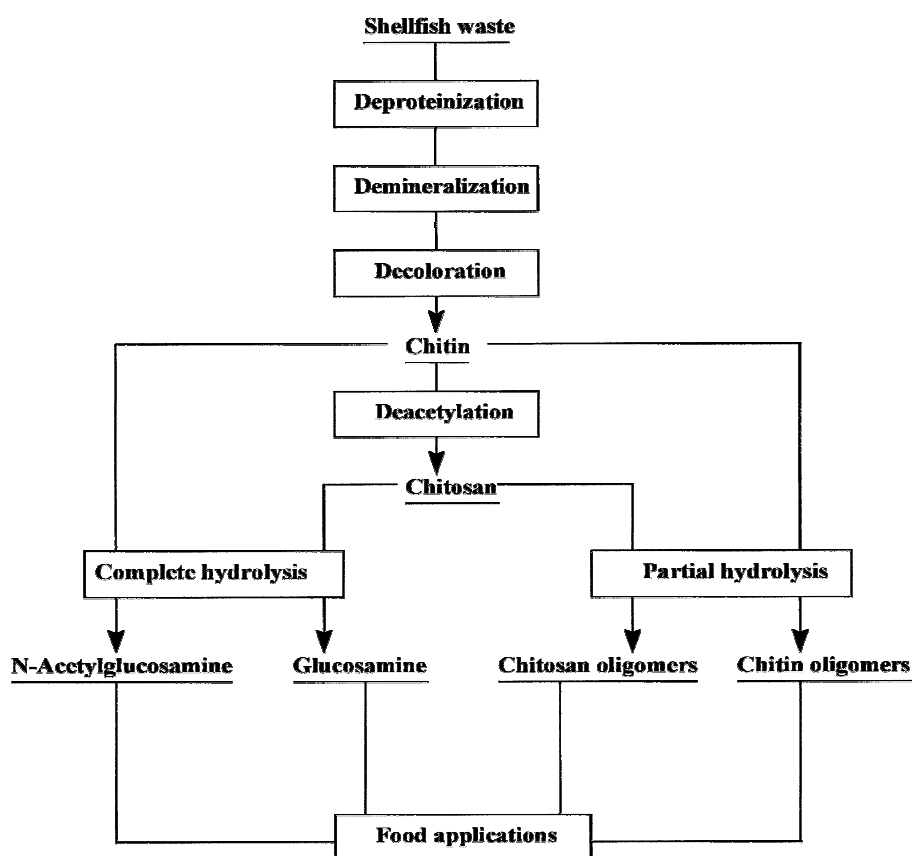 Shellfish waste
Deproteinization
Demineralization
Decoloration
Chitin
Deacetylation
Chitosan
Complete hydrolysis
Partial hydrolysis
N-Acetylglucosamine
Glucosamine
Chitosan oligomers
Chitin oligomers
Food applications